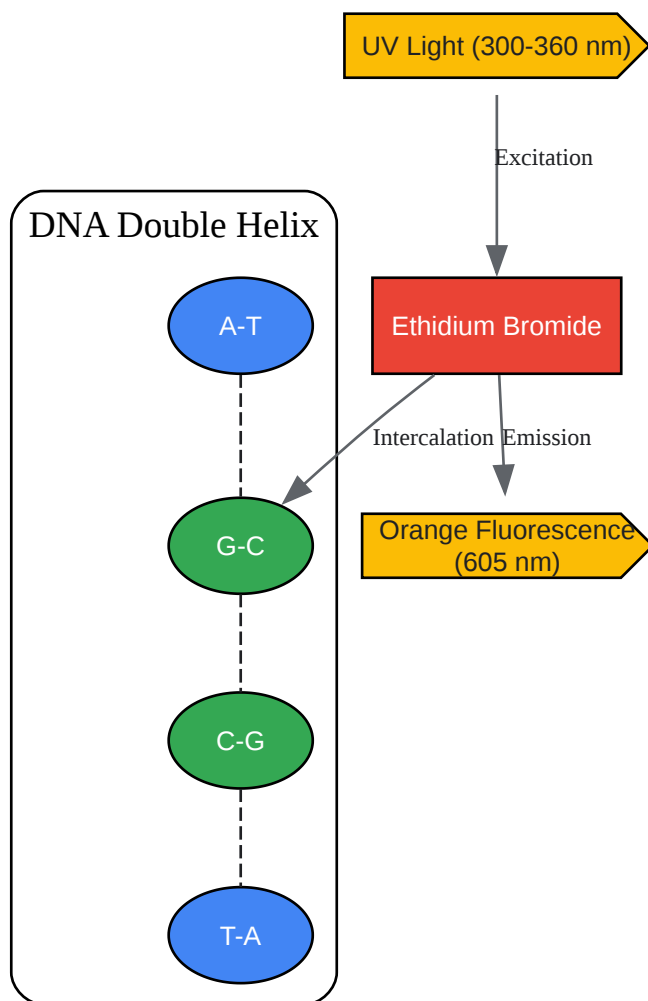 UV Light (300-360 nm)
Excitation
DNA Double Helix
A-T
Ethidium Bromide
Intercalation
Emission
G-C
Orange Fluorescence
(605 nm)
C-G
T-A